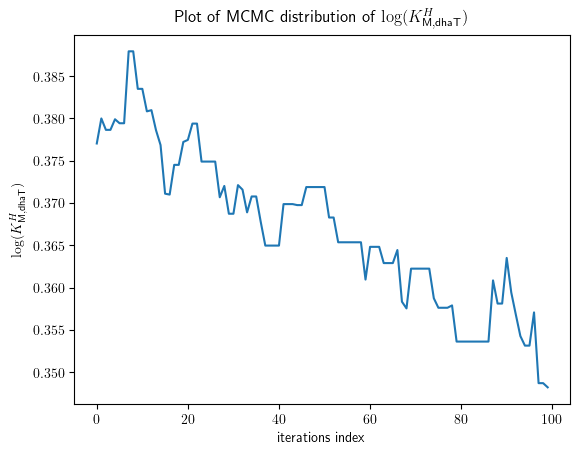 Plot of MCMC distribution of log(K^H_{M,dhaT})
0.385
0.380
0.375
0.370
0.365
0.360
0.355
0.350
log(K^H_{M,dhaT})
0 20 40 60 80 100
iterations index